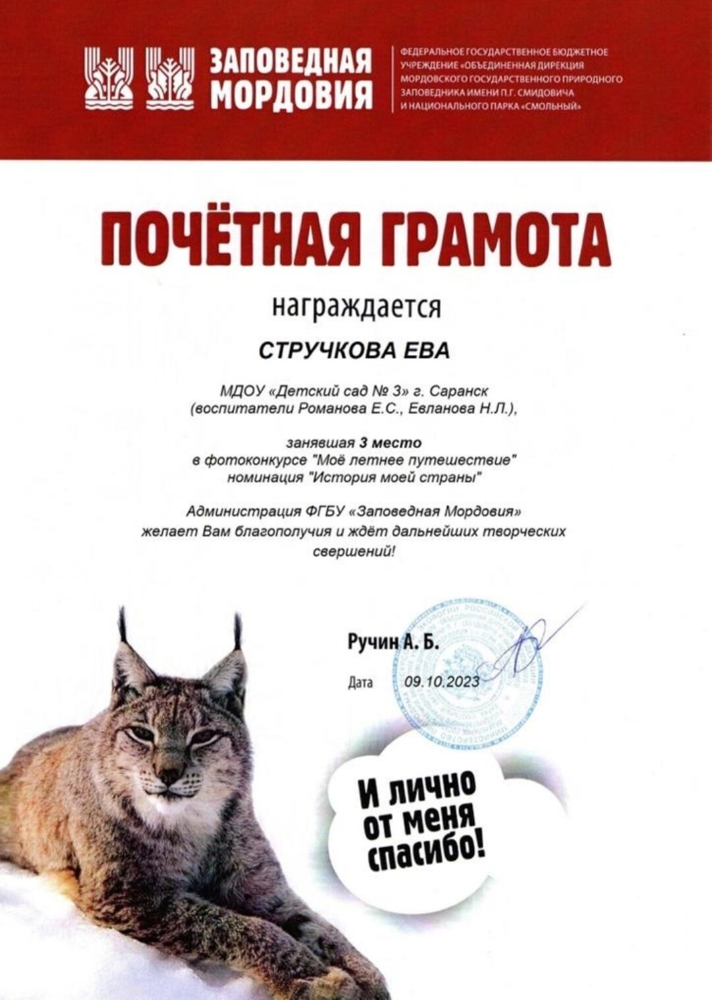 ЗАПОВЕДНАЯ
МОРДОВИЯ
ФЕДЕРАЛЬНОЕ ГОСУДАРСТВЕННОЕ БЮДЖЕТНОЕ
УЧРЕЖДЕНИЕ «ОБЪЕДИНЕННАЯ ДИРЕКЦИЯ
МОРДОВСКОГО ГОСУДАРСТВЕННОГО ПРИРОДНОГО
ЗАПОВЕДНИКА ИМЕНИ П.Г. СМИДОВИЧА
И НАЦИОНАЛЬНОГО ПАРКА «СМОЛЬНЫЙ»
ПОЧЁТНАЯ ГРАМОТА
награждается
СТРУЧКОВА ЕВА
МДОУ «Детский сад № 3» г. Саранск
(воспитатели Романова Е.С., Евланова Н.Л.),
занявшая 3 место
в фотоконкурсе "Моё летнее путешествие"
номинация "История моей страны"
Администрация ФГБУ «Заповедная Мордовия»
желает Вам благополучия и ждёт дальнейших творческих
свершений!
Ручин А. Б.
Дата 09.10.2023
И лично
от меня
спасибо!